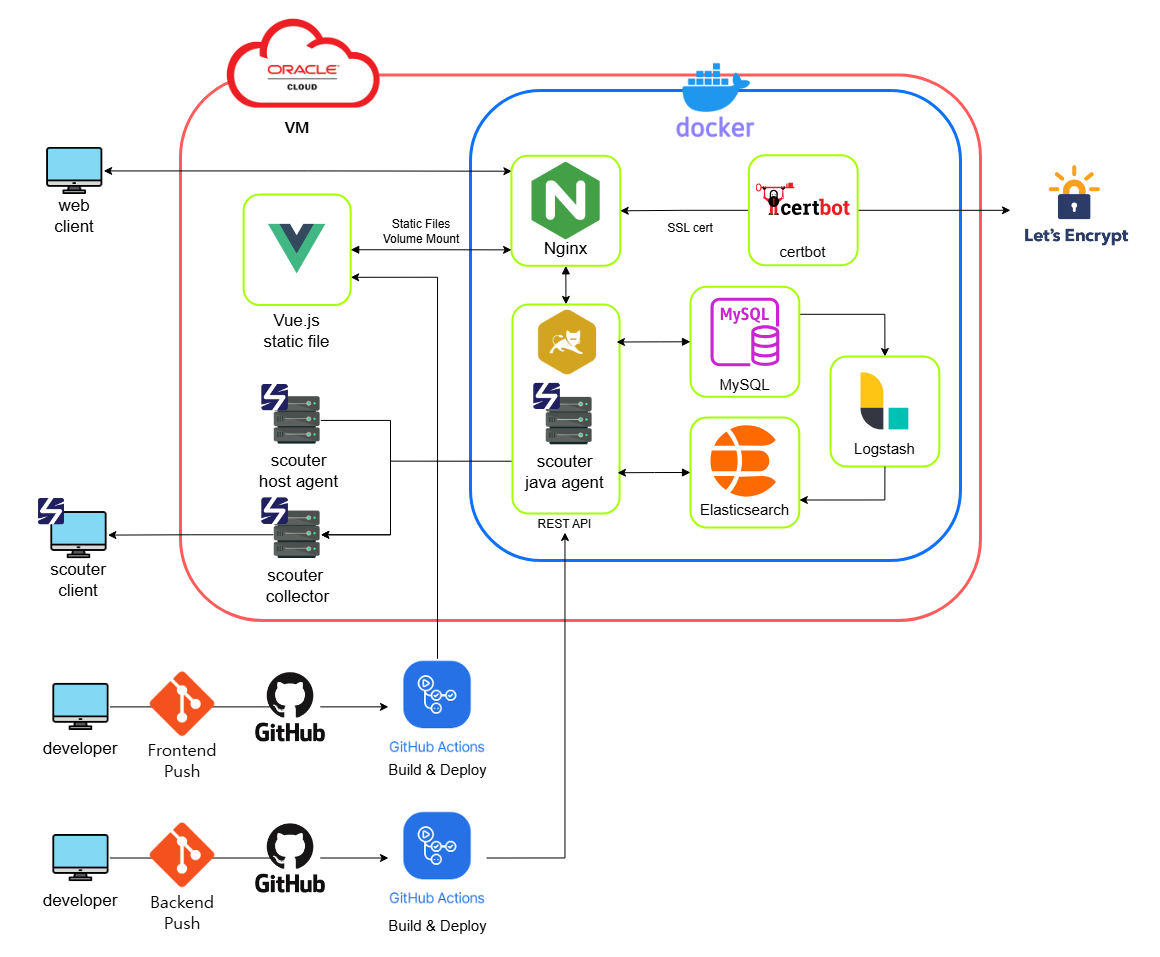 ORACLE
CLOUD
VM
docker
web
client
Nginx
SSL cert
certbot
certbot
Let's Encrypt
Static Files
Volume Mount
Vue.js
static file
MySQL
MySQL
Logstash
scouter
host agent
scouter
java agent
Elasticsearch
REST API
scouter
client
scouter
collector
developer
Frontend
Push
GitHub
GitHub Actions
Build & Deploy
developer
Backend
Push
GitHub
GitHub Actions
Build & Deploy